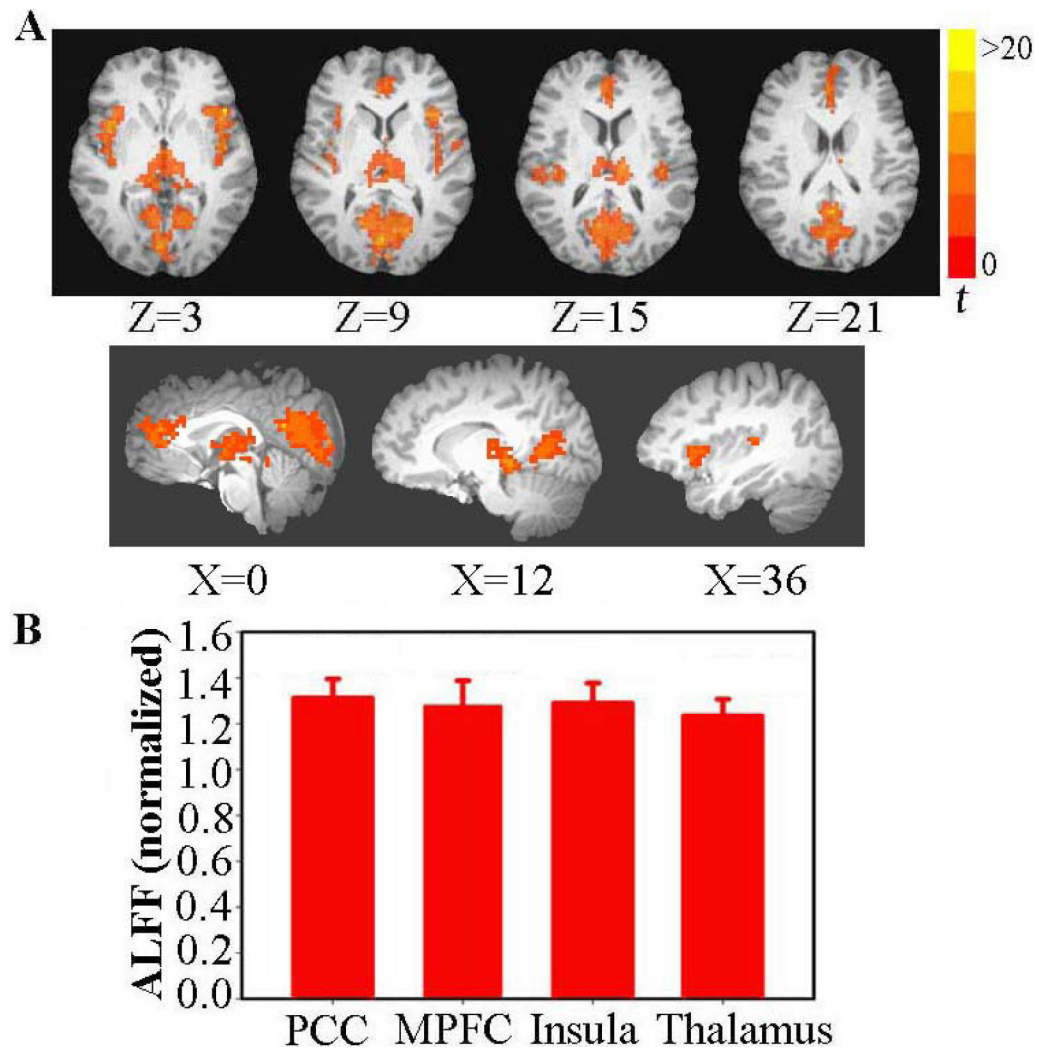 A
>20
0
t
Z=3 Z=9 Z=15 Z=21
X=0 X=12 X=36
B
ALFF (normalized)
1.6
1.4
1.2
1.0
0.8
0.6
0.4
0.2
0.0
PCC MPFC Insula Thalamus